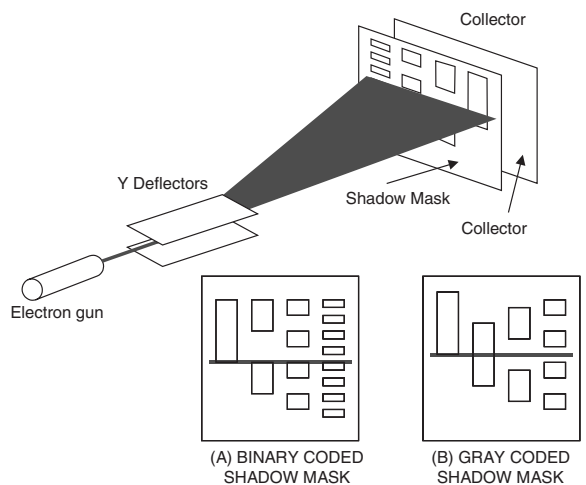 Collector
Y Deflectors
Shadow Mask
Collector
Electron gun
(A) BINARY CODED
SHADOW MASK
(B) GRAY CODED
SHADOW MASK